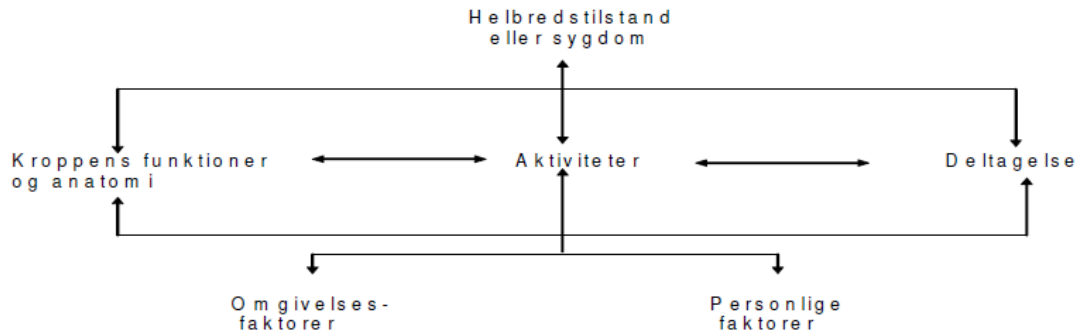 Helbredstilstand
eller sygdom
Kroppens funktioner
og anatomi
Aktiviteter
Deltagelse
Omgivelses-
faktorer
Personlige
faktorer